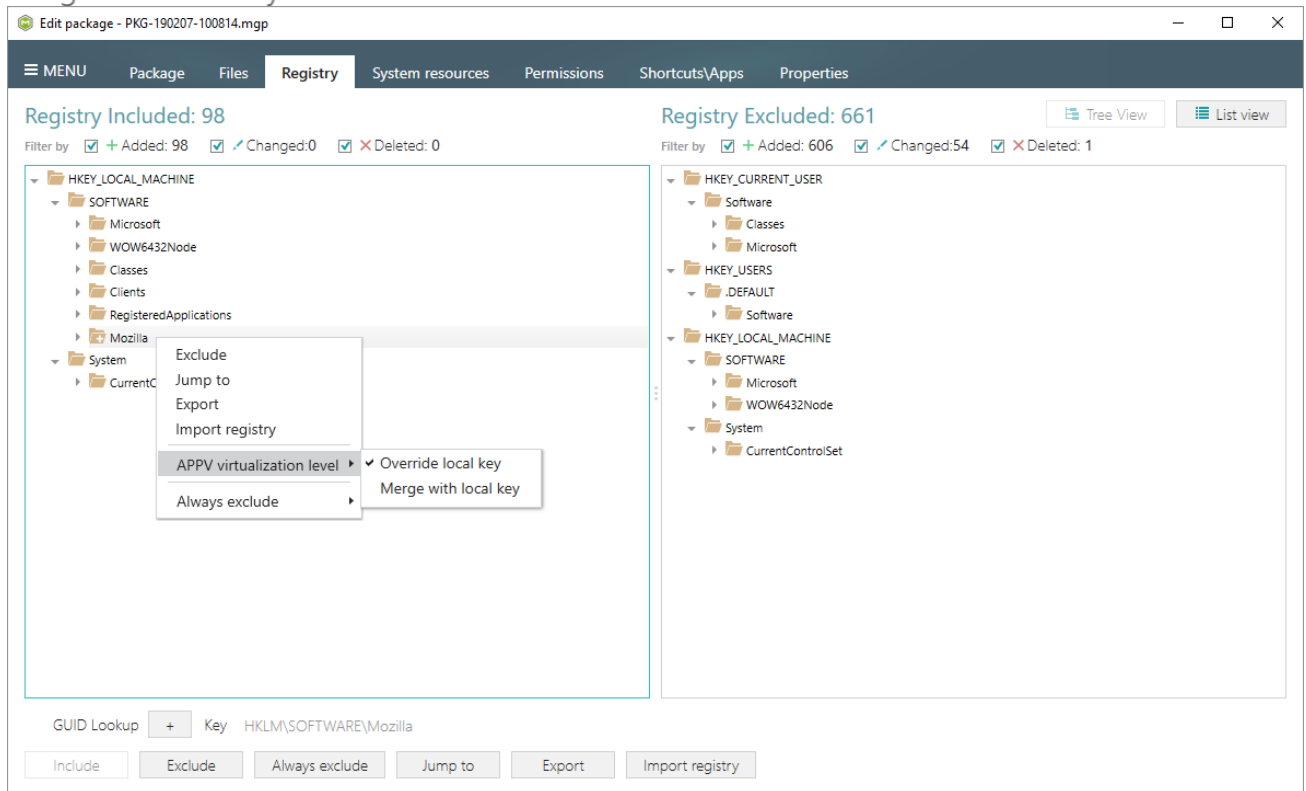 Edit package - PKG-190207-100814.mgp
MENU Package Files Registry System resources Permissions Shortcuts\Apps Properties
Registry Included: 98
Filter by + Added: 98 Changed:0 Deleted: 0
HKEY_LOCAL_MACHINE
SOFTWARE
Microsoft
WOW6432Node
Classes
Clients
RegisteredApplications
Mozilla
System
CurrentC
Exclude
Jump to
Export
Import registry
APPV virtualization level
Always exclude
Override local key
Merge with local key
Registry Excluded: 661
Tree View
List view
Filter by + Added: 606 Changed:54 Deleted: 1
HKEY_CURRENT_USER
Software
Classes
Microsoft
HKEY_USERS
.DEFAULT
Software
HKEY_LOCAL_MACHINE
SOFTWARE
Microsoft
WOW6432Node
System
CurrentControlSet
GUID Lookup + Key HKLM\SOFTWARE\Mozilla
Include Exclude Always exclude Jump to Export Import registry